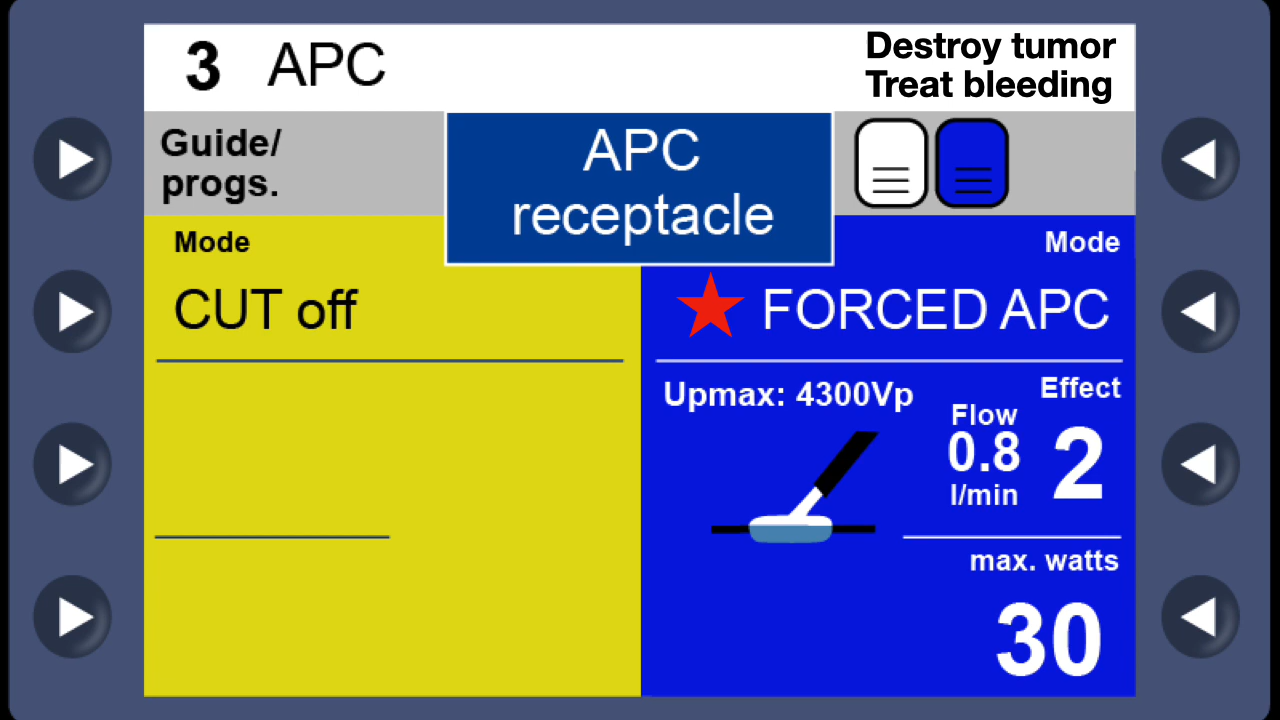 3 APC
Destroy tumor
Treat bleeding
Guide/
progs.
APC
receptacle
Mode
CUT off
Mode
FORCED APC
Upmax: 4300Vp
Effect
Flow
0.8
l/min
2
max. watts
30